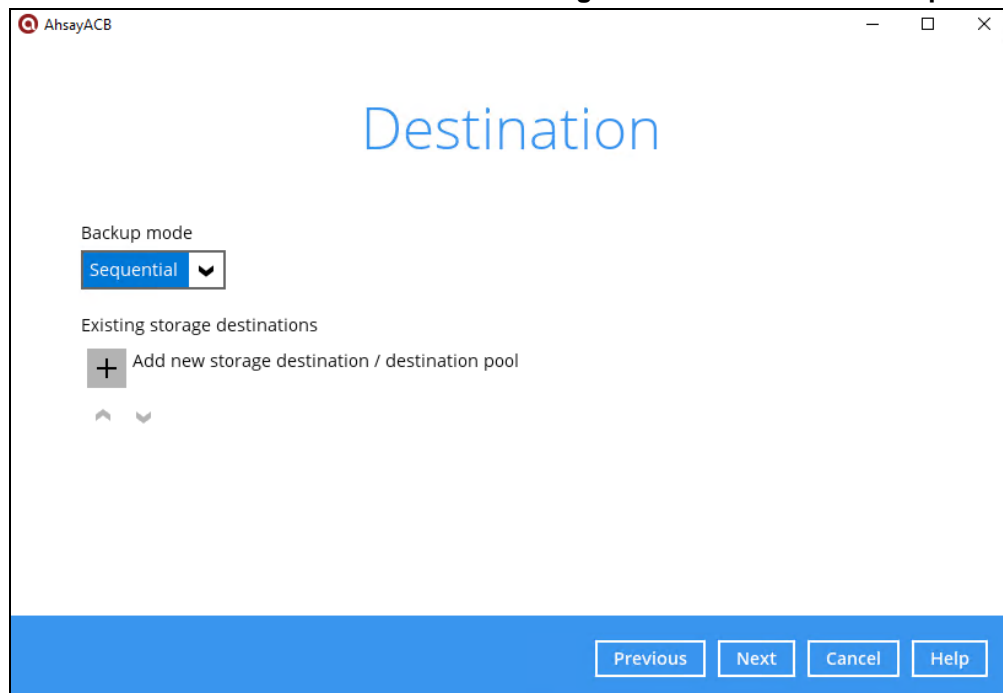 AhsayACB
Destination
Backup mode
Sequential
Existing storage destinations
Add new storage destination / destination pool
Previous Next Cancel Help